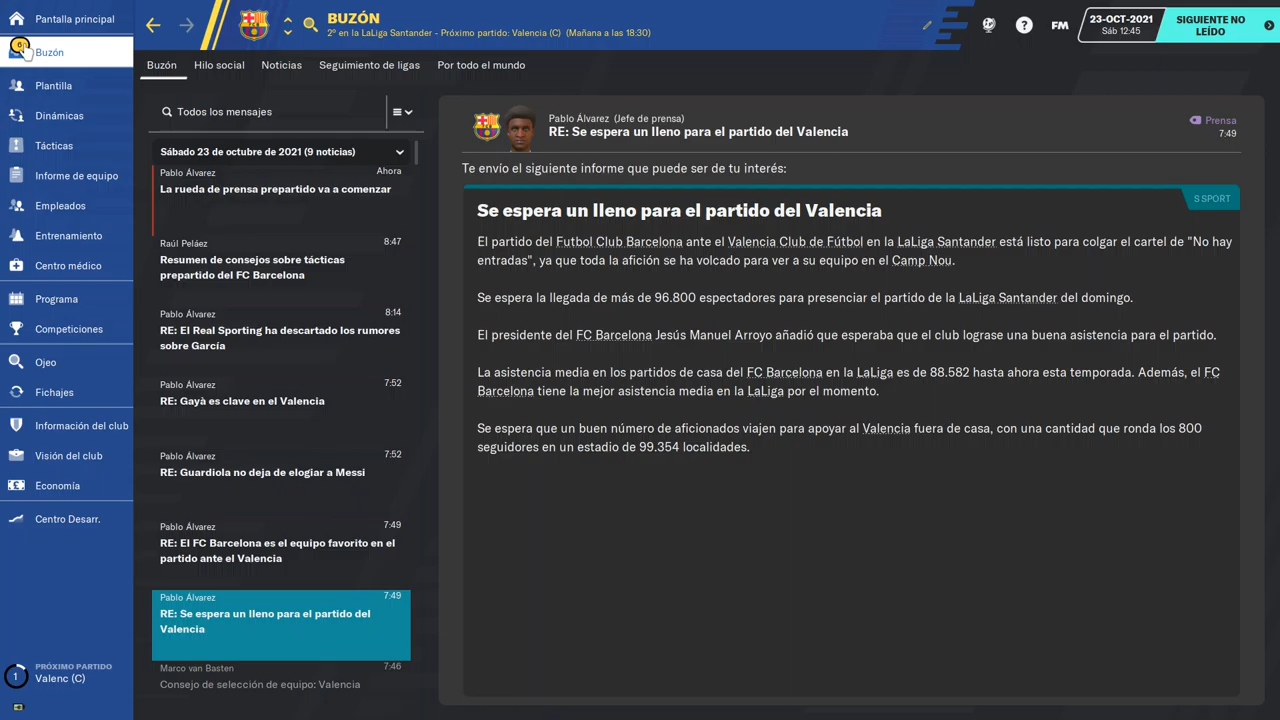 Pantalla principal
Buzón
Plantilla
Dinámicas
Tácticas
Informe de equipo
Empleados
Entrenamiento
Centro médico
Programa
Competiciones
Ojeo
Fichajes
Información del club
Visión del club
Economía
Centro Desarr.
1
PRÓXIMO PARTIDO
Valenc (C)
BUZÓN
2º en la LaLiga Santander - Próximo partido: Valencia (C) (Mañana a las 18:30)
?
FM
23-OCT-2021
Sáb 12:45
SIGUIENTE NO
LEÍDO
Buzón
Hilo social
Noticias
Seguimiento de ligas
Por todo el mundo
Todos los mensajes
Sábado 23 de octubre de 2021 (9 noticias)
Pablo Álvarez Ahora
La rueda de prensa prepartido va a comenzar
Raúl Peláez 8:47
Resumen de consejos sobre tácticas
prepartido del FC Barcelona
Pablo Álvarez 8:14
RE: El Real Sporting ha descartado los rumores
sobre García
Pablo Álvarez 7:52
RE: Gayà es clave en el Valencia
Pablo Álvarez 7:52
RE: Guardiola no deja de elogiar a Messi
Pablo Álvarez 7:49
RE: El FC Barcelona es el equipo favorito en el
partido ante el Valencia
Pablo Álvarez 7:49
RE: Se espera un lleno para el partido del
Valencia
Marco van Basten 7:46
Consejo de selección de equipo: Valencia
Pablo Álvarez (Jefe de prensa)
RE: Se espera un lleno para el partido del Valencia
Prensa
7:49
Te envío el siguiente informe que puede ser de tu interés:
S SPORT
Se espera un lleno para el partido del Valencia
El partido del Futbol Club Barcelona ante el Valencia Club de Fútbol en la LaLiga Santander está listo para colgar el cartel de "No hay
entradas", ya que toda la afición se ha volcado para ver a su equipo en el Camp Nou.
Se espera la llegada de más de 96.800 espectadores para presenciar el partido de la LaLiga Santander del domingo.
El presidente del FC Barcelona Jesús Manuel Arroyo añadió que esperaba que el club lograse una buena asistencia para el partido.
La asistencia media en los partidos de casa del FC Barcelona en la LaLiga es de 88.582 hasta ahora esta temporada. Además, el FC
Barcelona tiene la mejor asistencia media en la LaLiga por el momento.
Se espera que un buen número de aficionados viajen para apoyar al Valencia fuera de casa, con una cantidad que ronda los 800
seguidores en un estadio de 99.354 localidades.